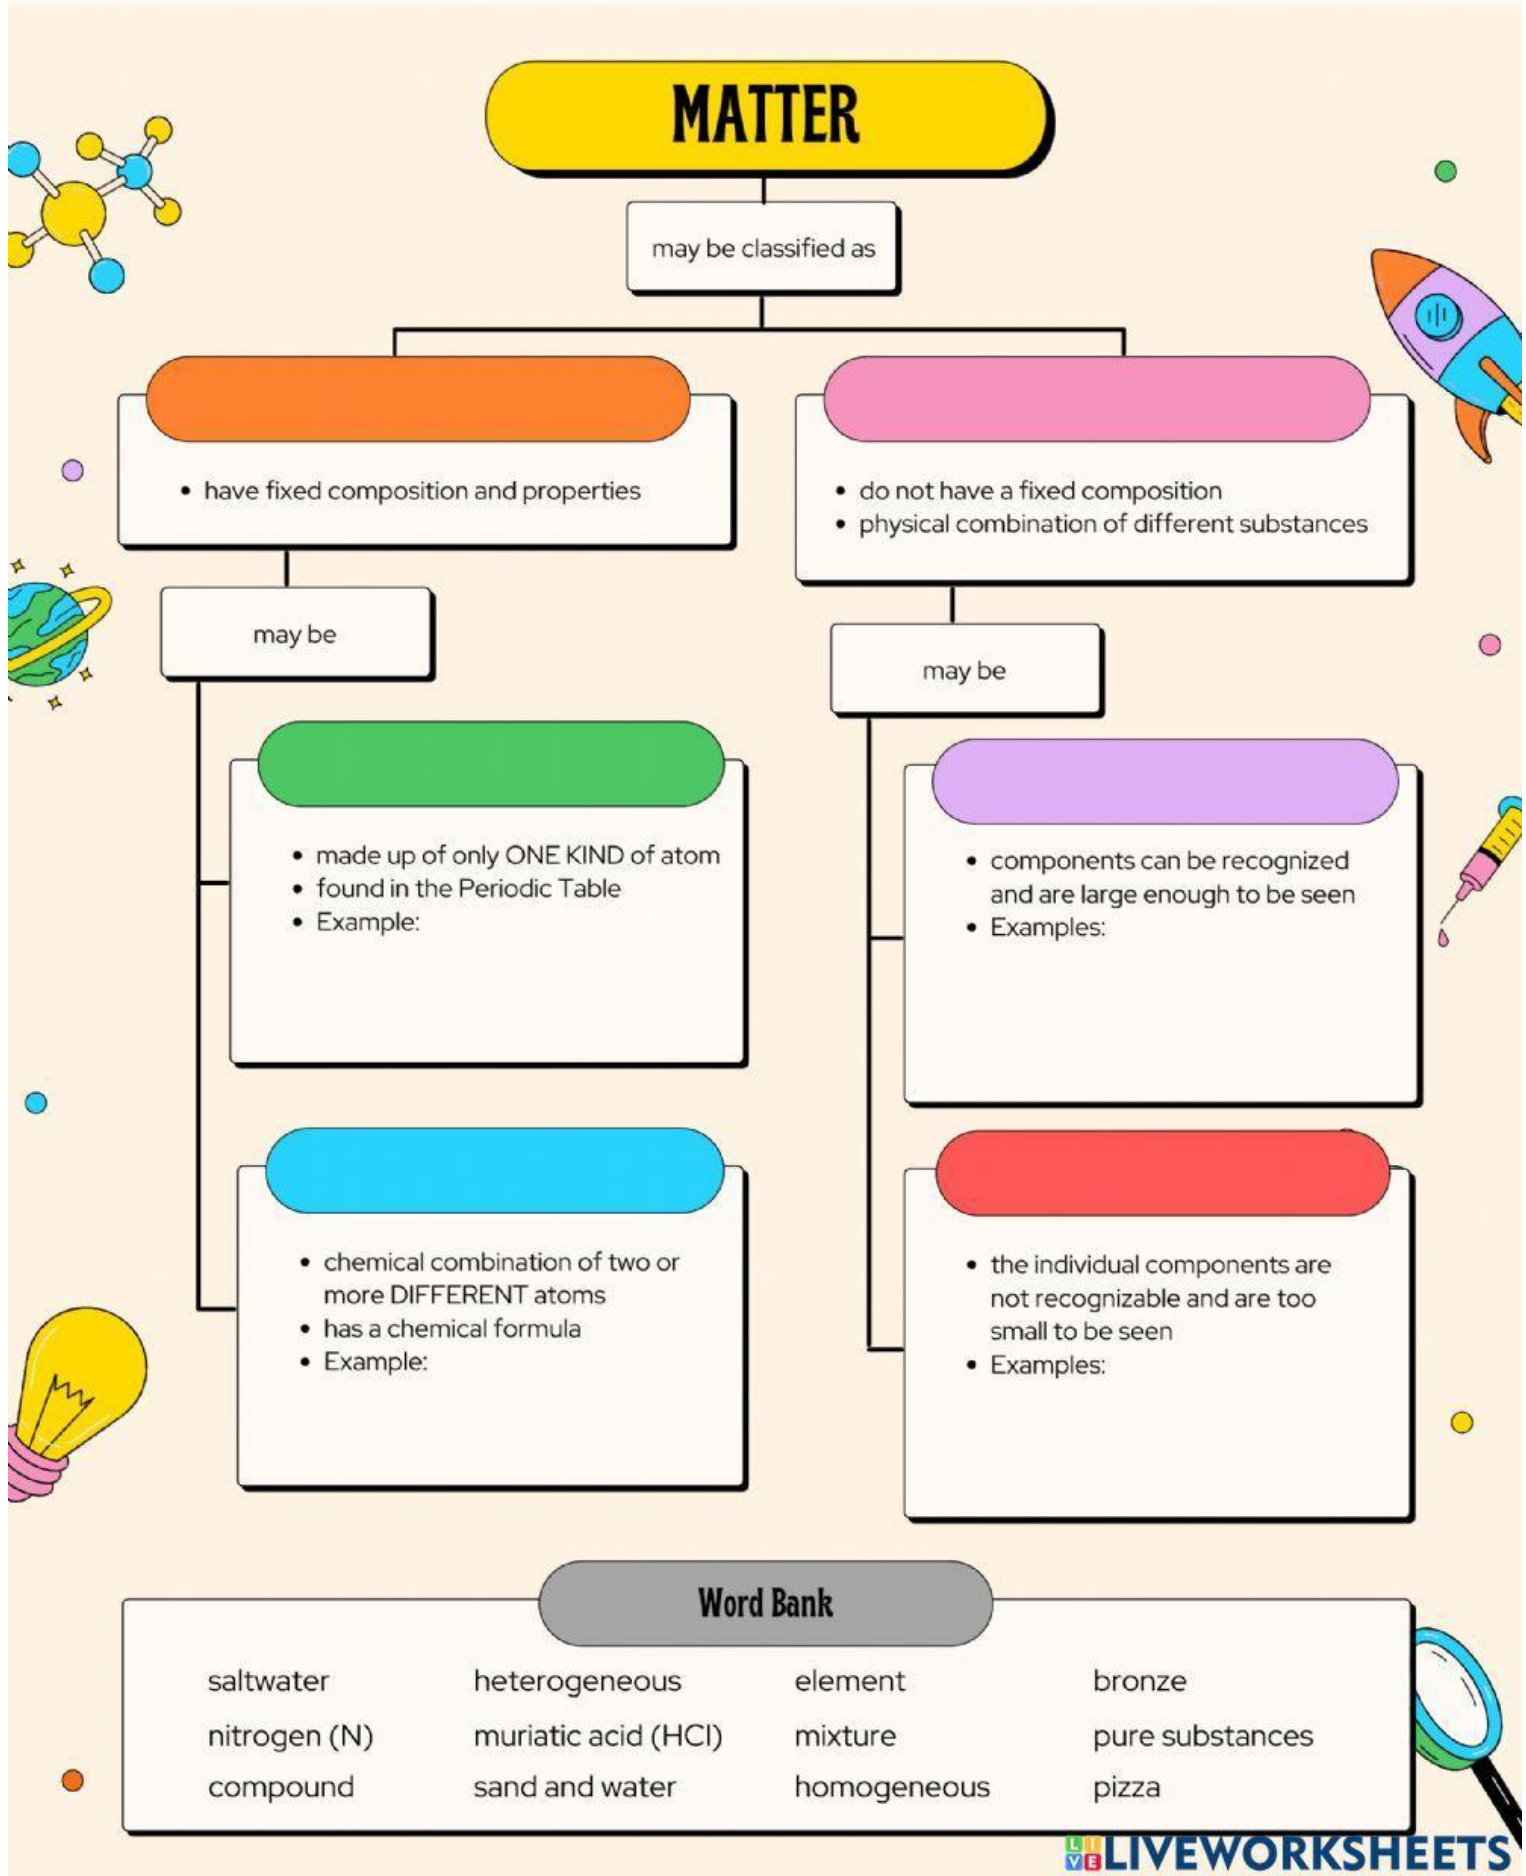 MATTER
may be classified as
• have fixed composition and properties
• do not have a fixed composition
• physical combination of different substances
may be
may be
• made up of only ONE KIND of atom
• found in the Periodic Table
• Example:
• components can be recognized
and are large enough to be seen
• Examples:
• chemical combination of two or
more DIFFERENT atoms
• has a chemical formula
• Example:
• the individual components are
not recognizable and are too
small to be seen
• Examples:
Word Bank
saltwater heterogeneous element bronze
nitrogen (N) muriatic acid (HCl) mixture pure substances
compound sand and water homogeneous pizza
LIVE LIVEWORKSHEETS